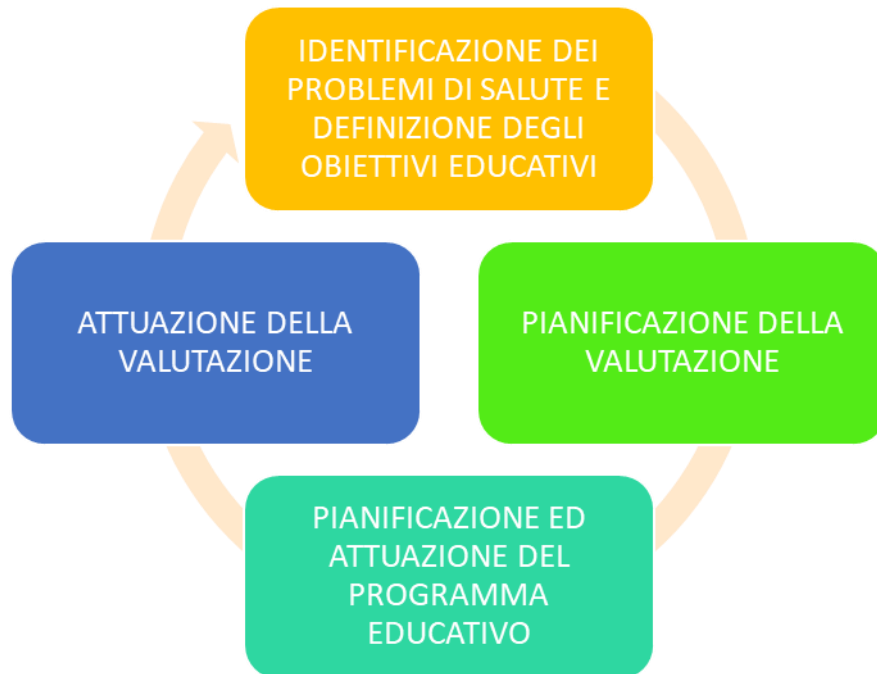 IDENTIFICAZIONE DEI
PROBLEMI DI SALUTE E
DEFINIZIONE DEGLI
OBIETTIVI EDUCATIVI
PIANIFICAZIONE DELLA
VALUTAZIONE
PIANIFICAZIONE ED
ATTUAZIONE DEL
PROGRAMMA
EDUCATIVO
ATTUAZIONE DELLA
VALUTAZIONE